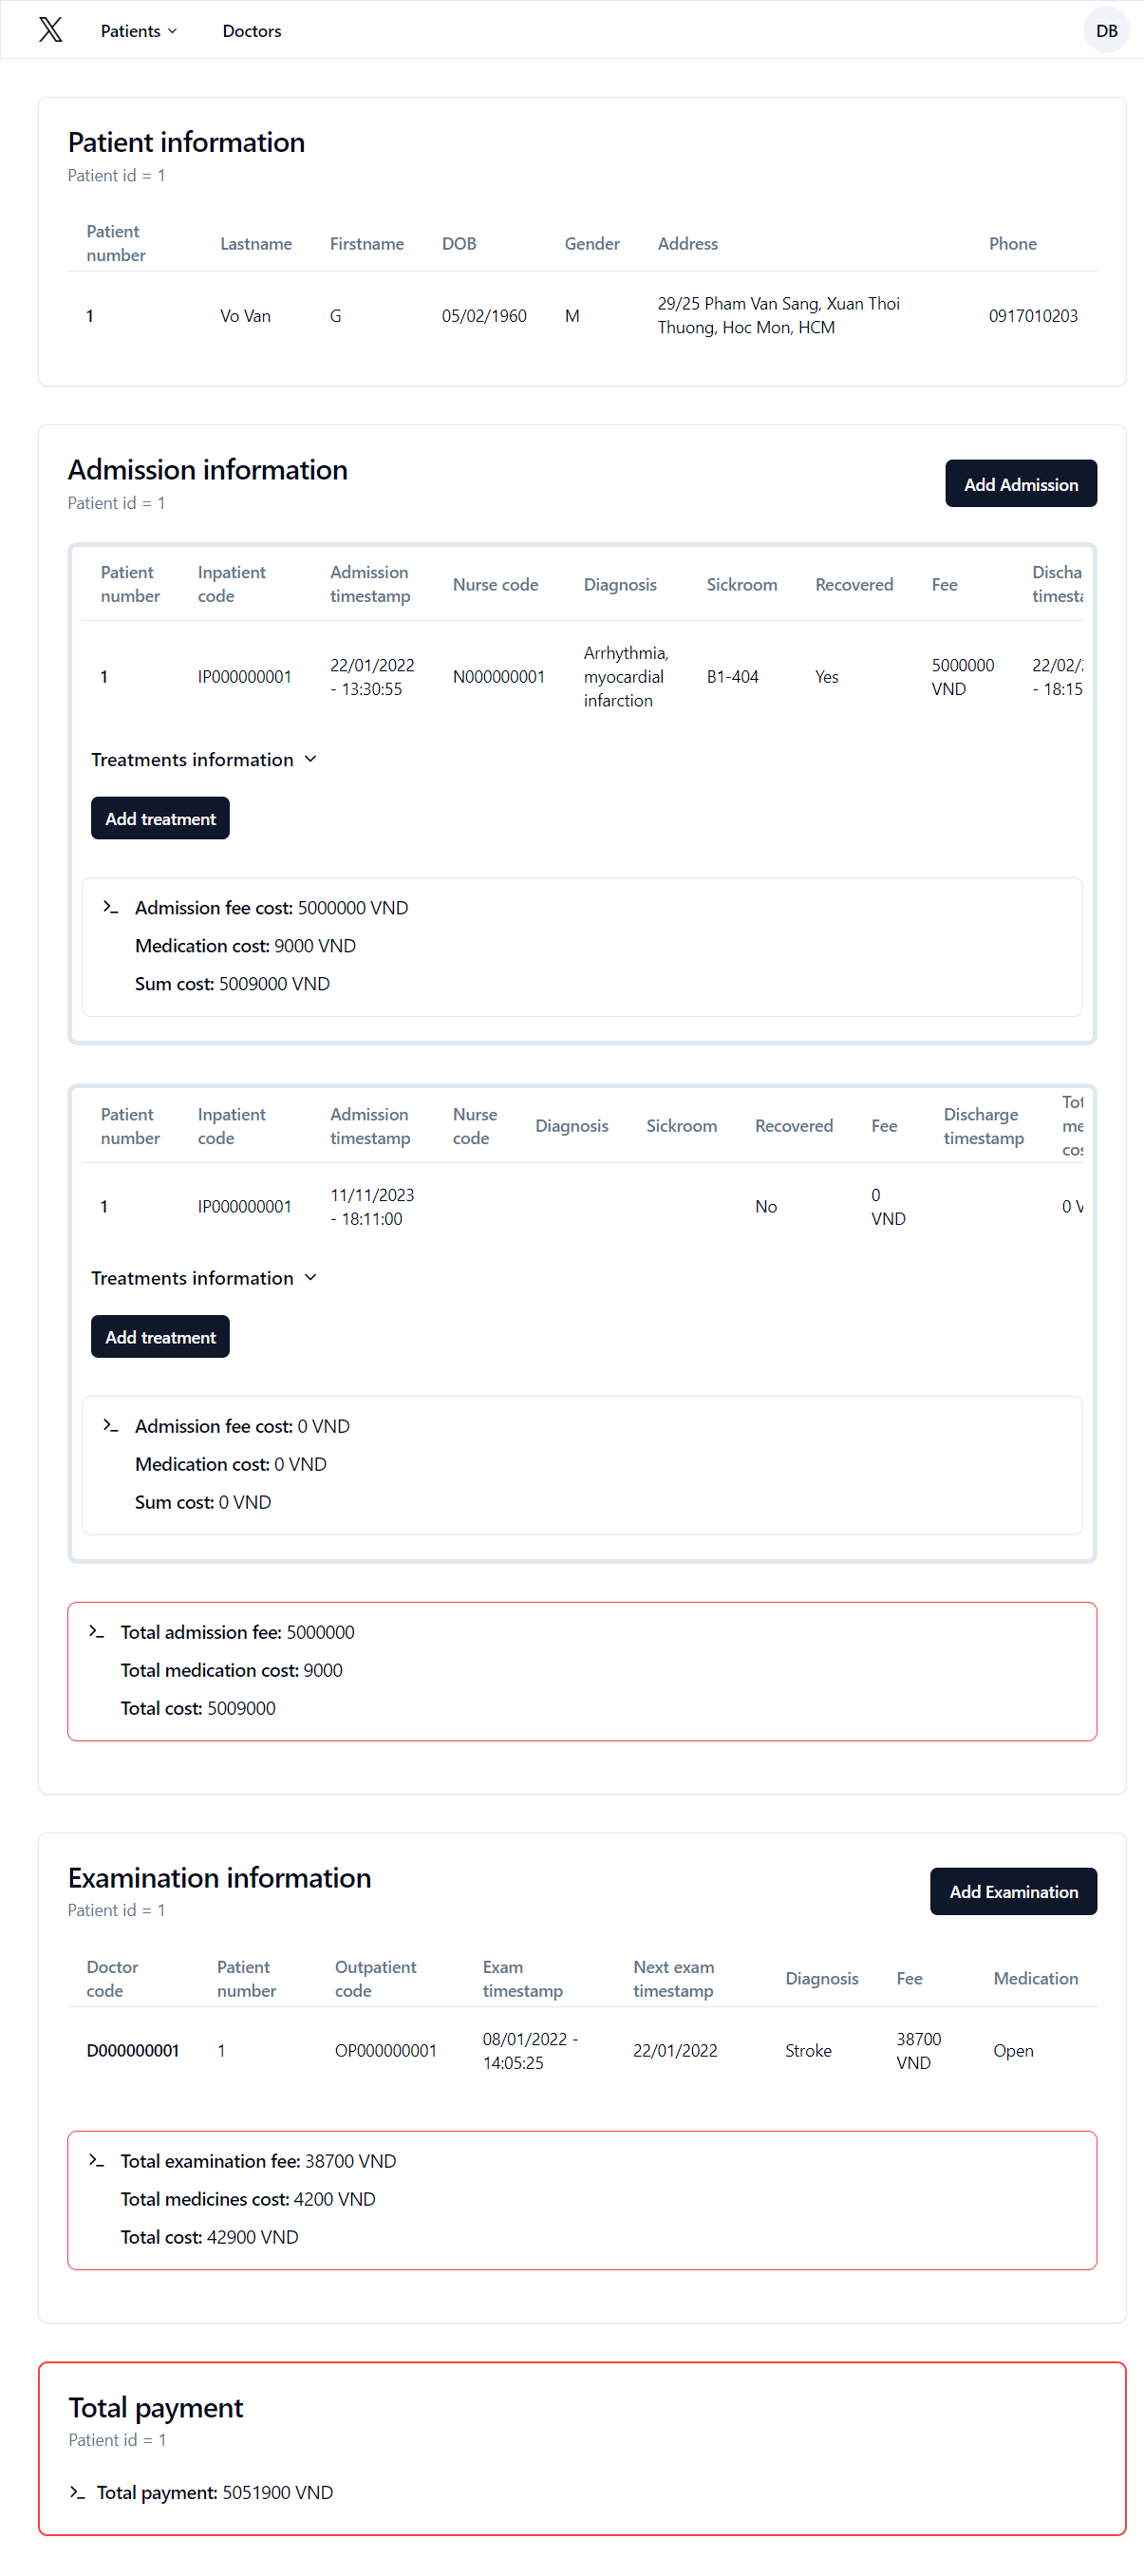 Patients
Doctors
DB
Patient information
Patient id = 1
Patient number Lastname Firstname DOB Gender Address Phone
1 Vo Van G 05/02/1960 M 29/25 Pham Van Sang, Xuan Thoi Thuong, Hoc Mon, HCM 0917010203
Admission information
Patient id = 1
Add Admission
Patient number Inpatient code Admission timestamp Nurse code Diagnosis Sickroom Recovered Fee
1 IP000000001 22/01/2022 - 13:30:55 N000000001 Arrhythmia, myocardial infarction B1-404 Yes 5000000 VND 22/02/ - 18:15
Treatments information
Add treatment
Admission fee cost: 5000000 VND
Medication cost: 9000 VND
Sum cost: 5009000 VND
Patient number Inpatient code Admission timestamp Nurse code Diagnosis Sickroom Recovered Fee Discharge timestamp
1 IP000000001 11/11/2023 - 18:11:00 No 0 VND 0
Treatments information
Add treatment
Admission fee cost: 0 VND
Medication cost: 0 VND
Sum cost: 0 VND
Total admission fee: 5000000
Total medication cost: 9000
Total cost: 5009000
Examination information
Patient id = 1
Add Examination
Doctor code Patient number Outpatient code Exam timestamp Next exam timestamp Diagnosis Fee Medication
D000000001 1 OP000000001 08/01/2022 - 14:05:25 22/01/2022 Stroke 38700 VND Open
Total examination fee: 38700 VND
Total medicines cost: 4200 VND
Total cost: 42900 VND
Total payment
Patient id = 1
Total payment: 5051900 VND